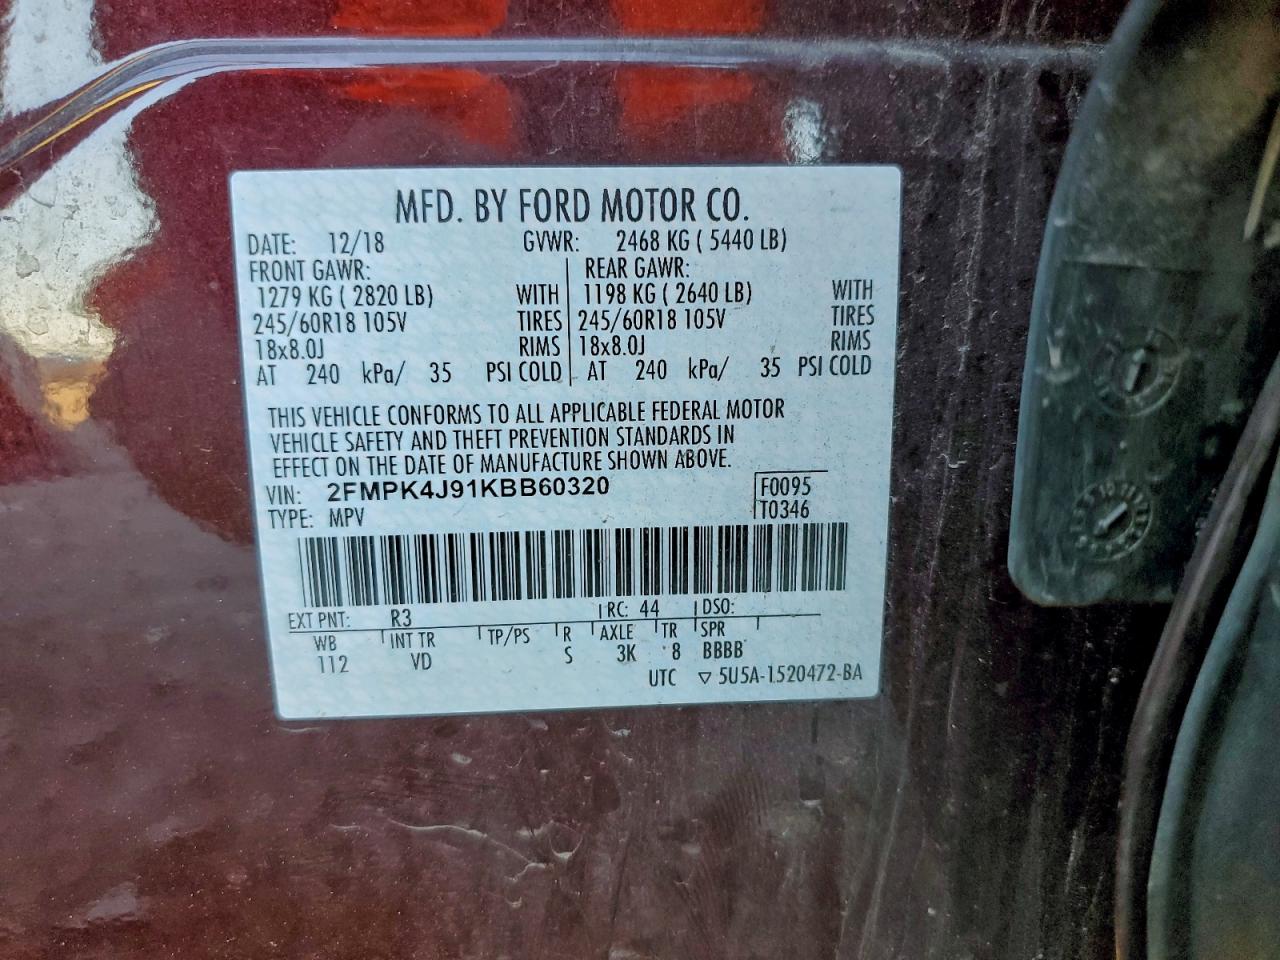 MFD. BY FORD MOTOR CO.
DATE: 12/18 GVWR: 2468 KG ( 5440 LB)
FRONT GAWR: REAR GAWR:
1279 KG ( 2820 LB) WITH 1198 KG ( 2640 LB) WITH
245/60R18 105V TIRES 245/60R18 105V TIRES
18x8.0J RIMS 18x8.0J RIMS
AT 240 kPa/ 35 PSI COLD AT 240 kPa/ 35 PSI COLD
THIS VEHICLE CONFORMS TO ALL APPLICABLE FEDERAL MOTOR
VEHICLE SAFETY AND THEFT PREVENTION STANDARDS IN
EFFECT ON THE DATE OF MANUFACTURE SHOWN ABOVE.
VIN: 2FMPK4J91KBB60320 F0095
TYPE: MPV T0346
EXT PNT: R3 RC: 44 DSO:
WB INT TR TP/PS R AXLE TR SPR
112 VD S 3K 8 BBBB
UTC ▽ 5U5A-1520472-BA